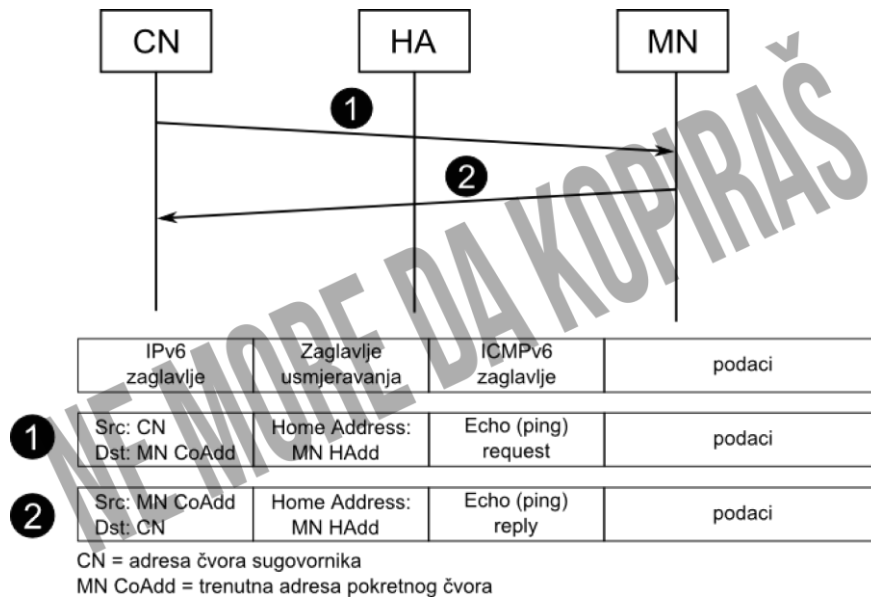 CN HA MN
1
2
NE MORE DA KOPIRAŠ
IPv6
zaglavlje
Zaglavlje
usmjeravanja
ICMPv6
zaglavlje
podaci
1
Src: CN
Dst: MN CoAdd
Home Address:
MN HAdd
Echo (ping)
request
podaci
2
Src: MN CoAdd
Dst: CN
Home Address:
MN HAdd
Echo (ping)
reply
podaci
CN = adresa čvora sugovornika
MN CoAdd = trenutna adresa pokretnog čvora